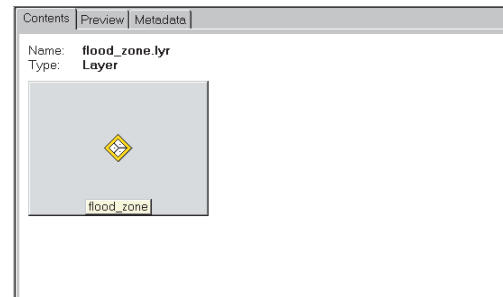 Contents Preview Metadata
Name: flood_zone.lyr
Type: Layer
flood_zone